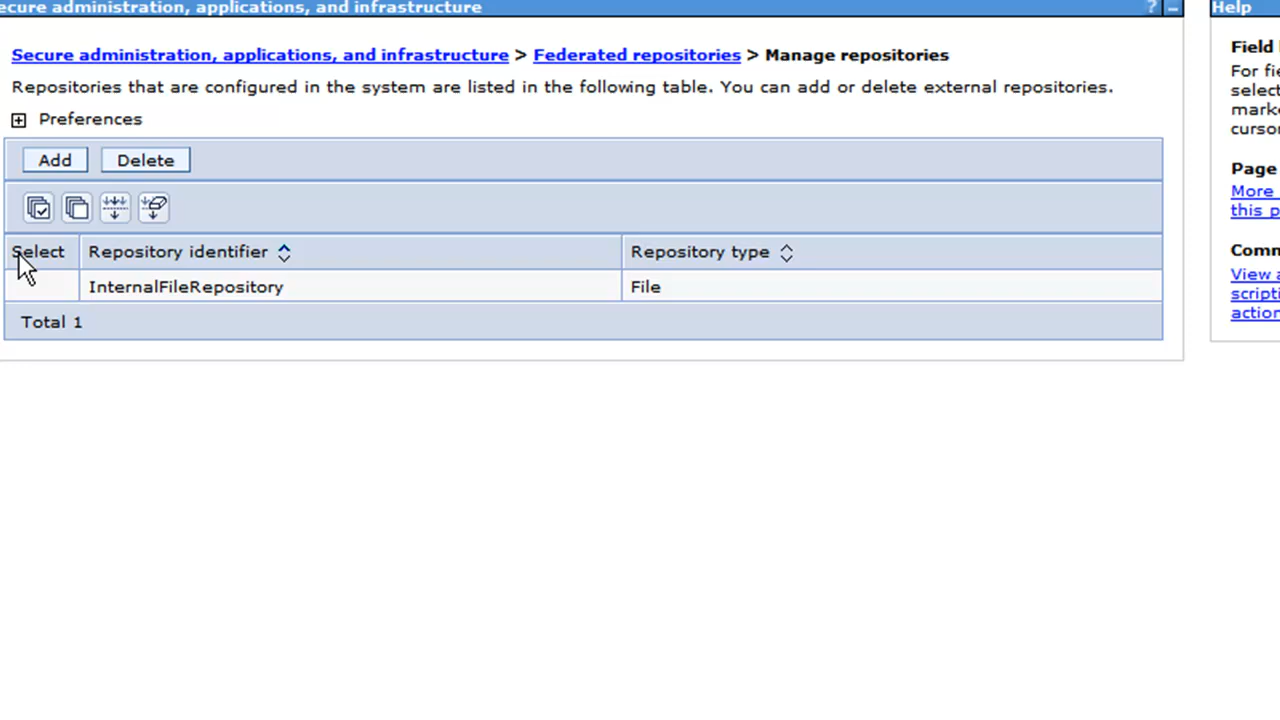 ecure administration, applications, and infrastructure
? _
Help
Secure administration, applications, and infrastructure > Federated repositories > Manage repositories
Repositories that are configured in the system are listed in the following table. You can add or delete external repositories.
+ Preferences
Add Delete
Select Repository identifier Repository type
InternalFileRepository File
Total 1
Field
For fie
select
mark
cursor
Page
More
this p
Comm
View a
scripti
action